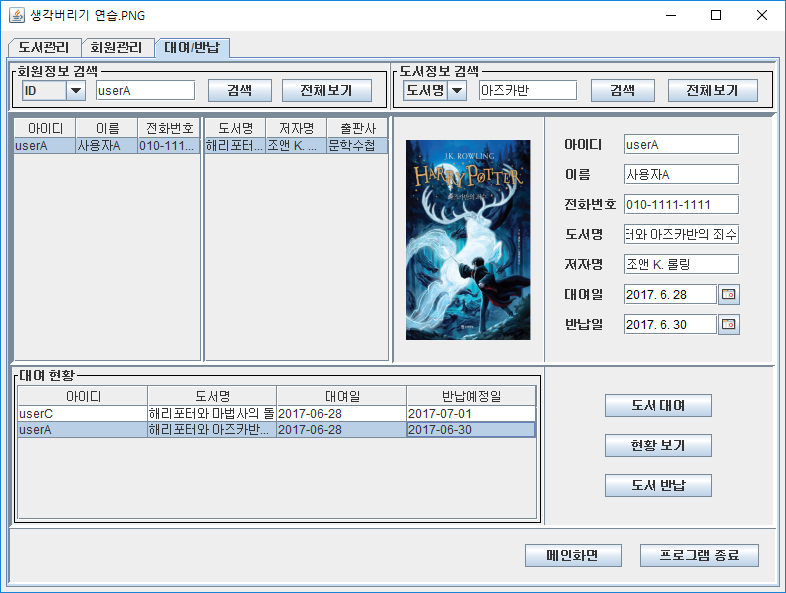 생각버리기 연습.PNG
도서관리 회원관리 대여/반납
회원정보 검색
ID userA 검색 전체보기
도서정보 검색
도서명 아즈카반 검색 전체보기
아이디 이름 전화번호
userA 사용자A 010-111...
도서명 저자명 출판사
해리포터... 조앤 K. ... 문학수첩
J.K. ROWLING
HARRY POTTER
아이디 userA
이름 사용자A
전화번호 010-1111-1111
도서명 터와 아즈카반의 죄수
저자명 조앤 K. 롤링
대여일 2017. 6. 28
반납일 2017. 6. 30
대여 현황
아이디 도서명 대여일 반납예정일
userC 해리포터와 마법사의 돌 2017-06-28 2017-07-01
userA 해리포터와 아즈카반... 2017-06-28 2017-06-30
도서 대여
현황 보기
도서 반납
메인화면 프로그램 종료